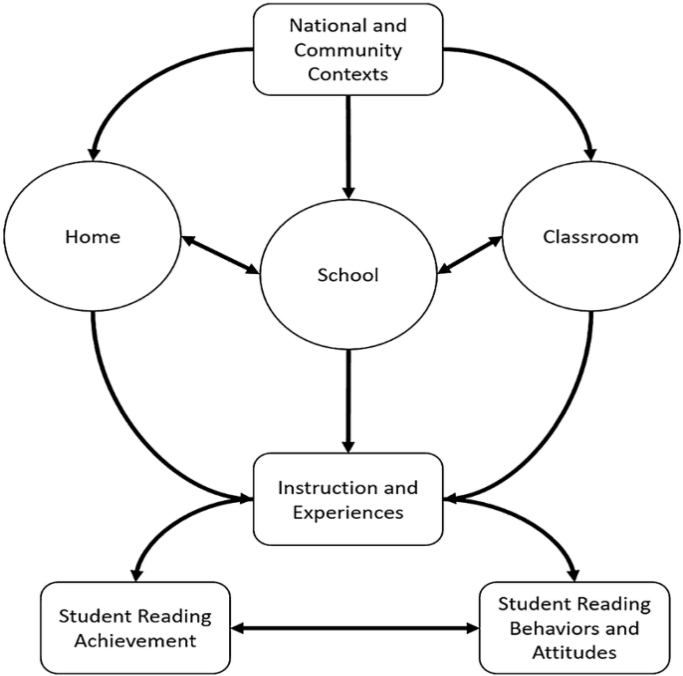 National and
Community
Contexts
Home
School
Classroom
Instruction and
Experiences
Student Reading
Achievement
Student Reading
Behaviors and
Attitudes